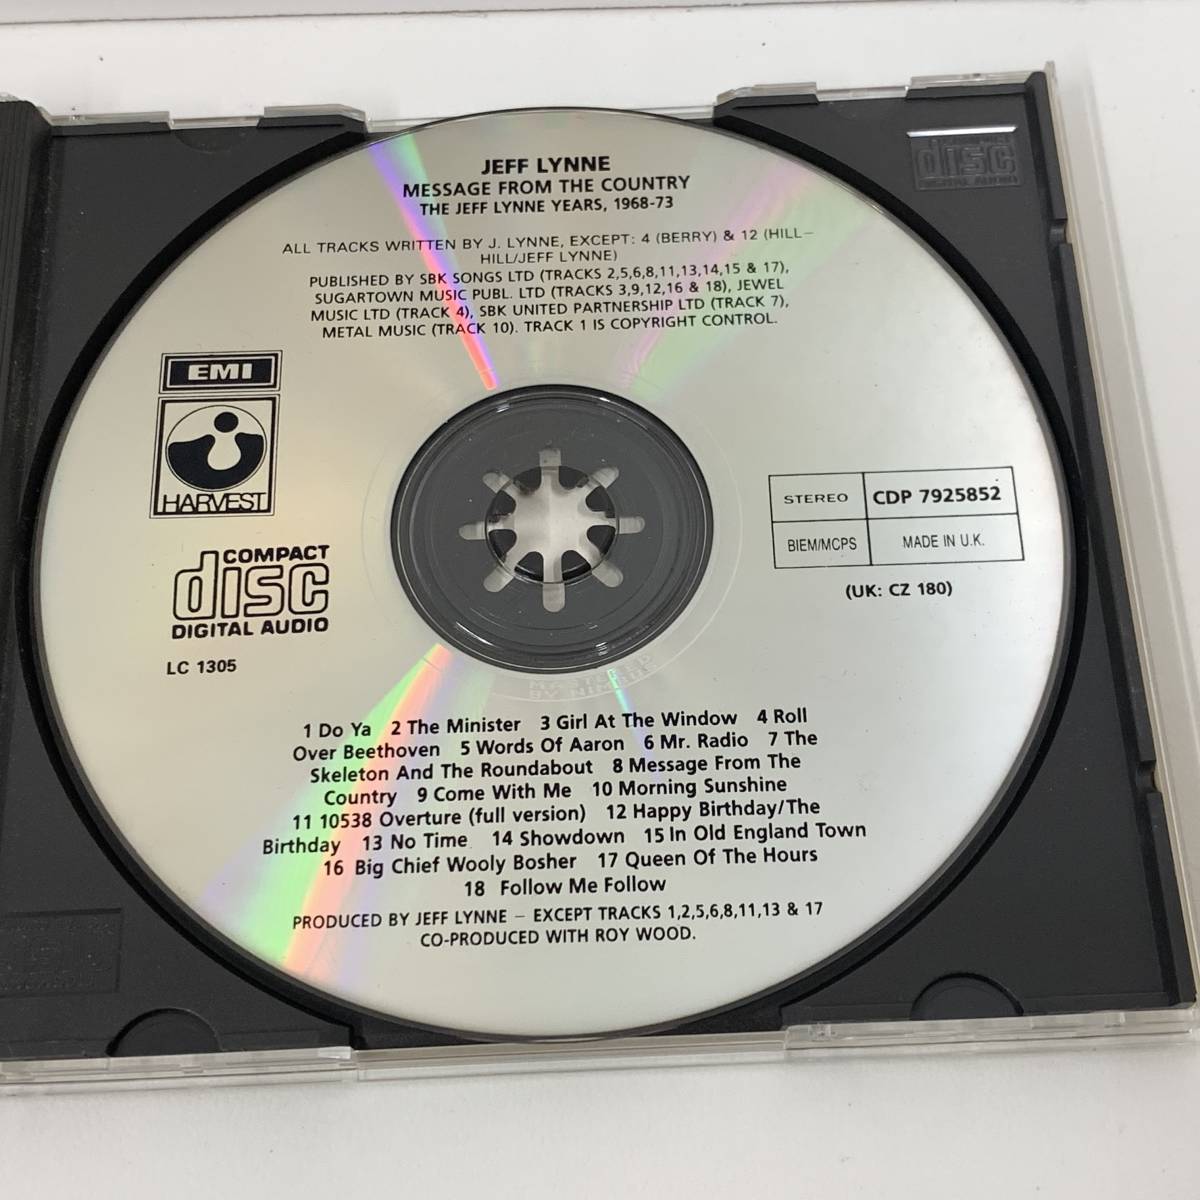 JEFF LYNNE
MESSAGE FROM THE COUNTRY
THE JEFF LYNNE YEARS, 1968-73
ALL TRACKS WRITTEN BY J. LYNNE, EXCEPT: 4 (BERRY) & 12 (HILL–
HILL/JEFF LYNNE)
PUBLISHED BY SBK SONGS LTD (TRACKS 2,5,6,8,11,13,14,15 & 17),
SUGARTOWN MUSIC PUBL. LTD (TRACKS 3,9,12,16 & 18), JEWEL
MUSIC LTD (TRACK 4), SBK UNITED PARTNERSHIP LTD (TRACK 7),
METAL MUSIC (TRACK 10). TRACK 1 IS COPYRIGHT CONTROL.
disc
DIGITAL AUDIO
EMI
HARVEST
COMPACT
disc
DIGITAL AUDIO
LC 1305
STEREO CDP 7925852
BIEM/MCPS MADE IN U.K.
(UK: CZ 180)
MASTERED
BY NIMBUS
1 Do Ya 2 The Minister 3 Girl At The Window 4 Roll
Over Beethoven 5 Words Of Aaron 6 Mr. Radio 7 The
Skeleton And The Roundabout 8 Message From The
Country 9 Come With Me 10 Morning Sunshine
11 10538 Overture (full version) 12 Happy Birthday/The
Birthday 13 No Time 14 Showdown 15 In Old England Town
16 Big Chief Wooly Bosher 17 Queen Of The Hours
18 Follow Me Follow
PRODUCED BY JEFF LYNNE – EXCEPT TRACKS 1,2,5,6,8,11,13 & 17
CO-PRODUCED WITH ROY WOOD.